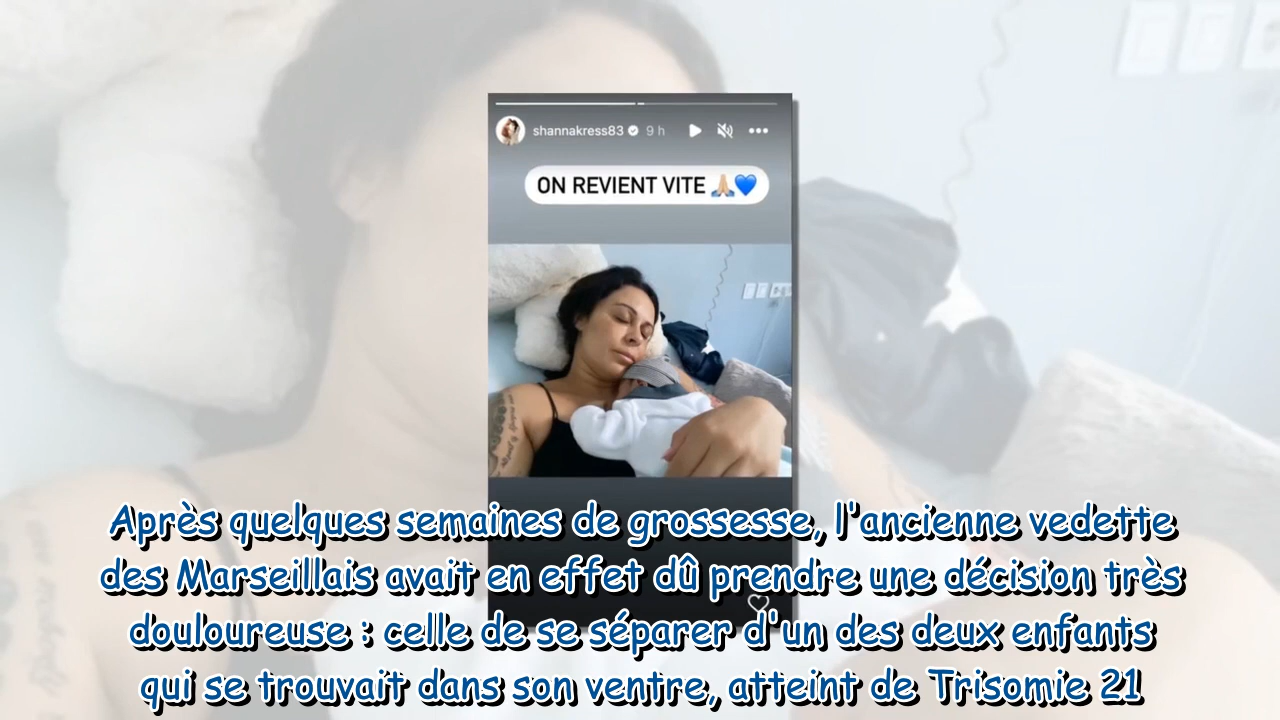 shannakress83 9 h
ON REVIENT VITE 🙏🏼💙
Après quelques semaines de grossesse, l'ancienne vedette
des Marseillais avait en effet dû prendre une décision très
douloureuse : celle de se séparer d'un des deux enfants
qui se trouvait dans son ventre, atteint de Trisomie 21